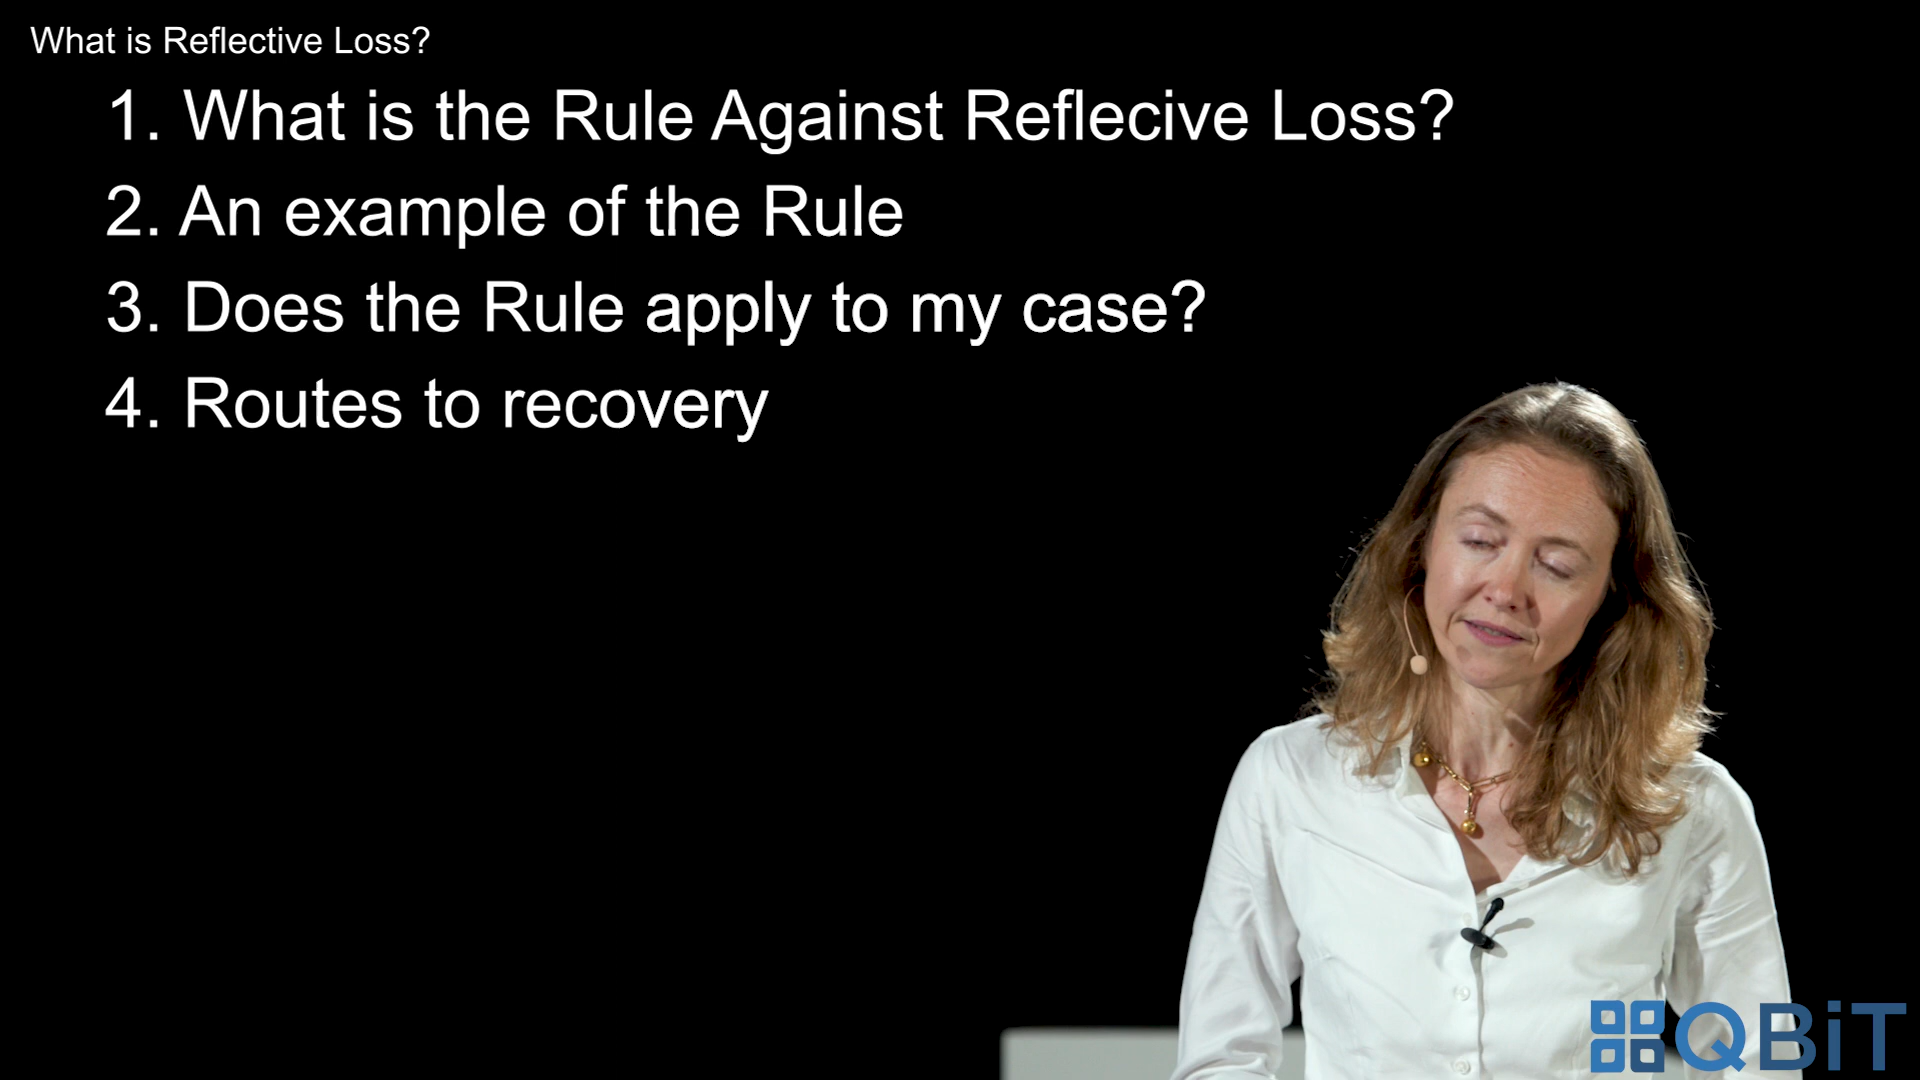 What is Reflective Loss?
1. What is the Rule Against Reflecive Loss?
2. An example of the Rule
3. Does the Rule apply to my case?
4. Routes to recovery
QBiT